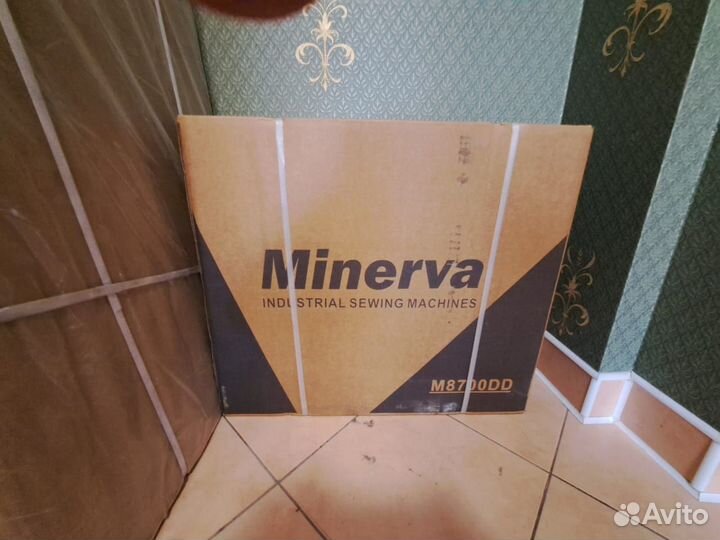 Minerva
INDUSTRIAL SEWING MACHINES
M8700DD
Avito